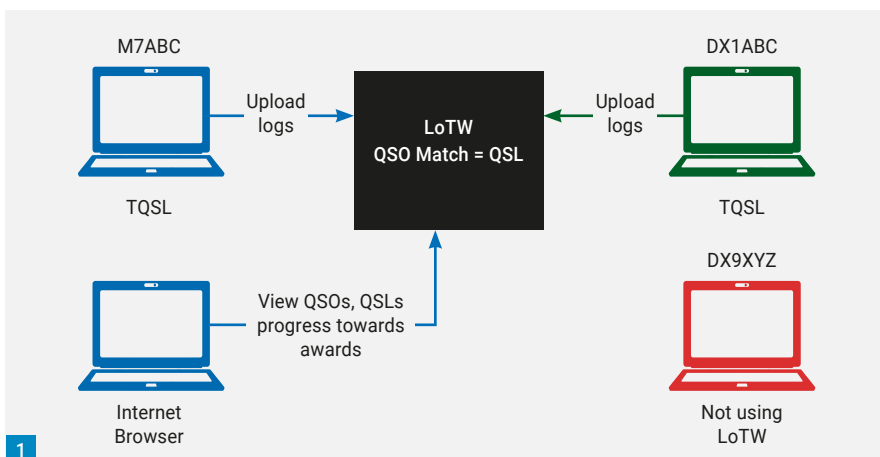 M7ABC
Upload
logs
TQSL
LoTW
QSO Match = QSL
DX1ABC
Upload
logs
TQSL
View QSOs, QSLs
progress towards
awards
Internet
Browser
DX9XYZ
Not using
LoTW
1